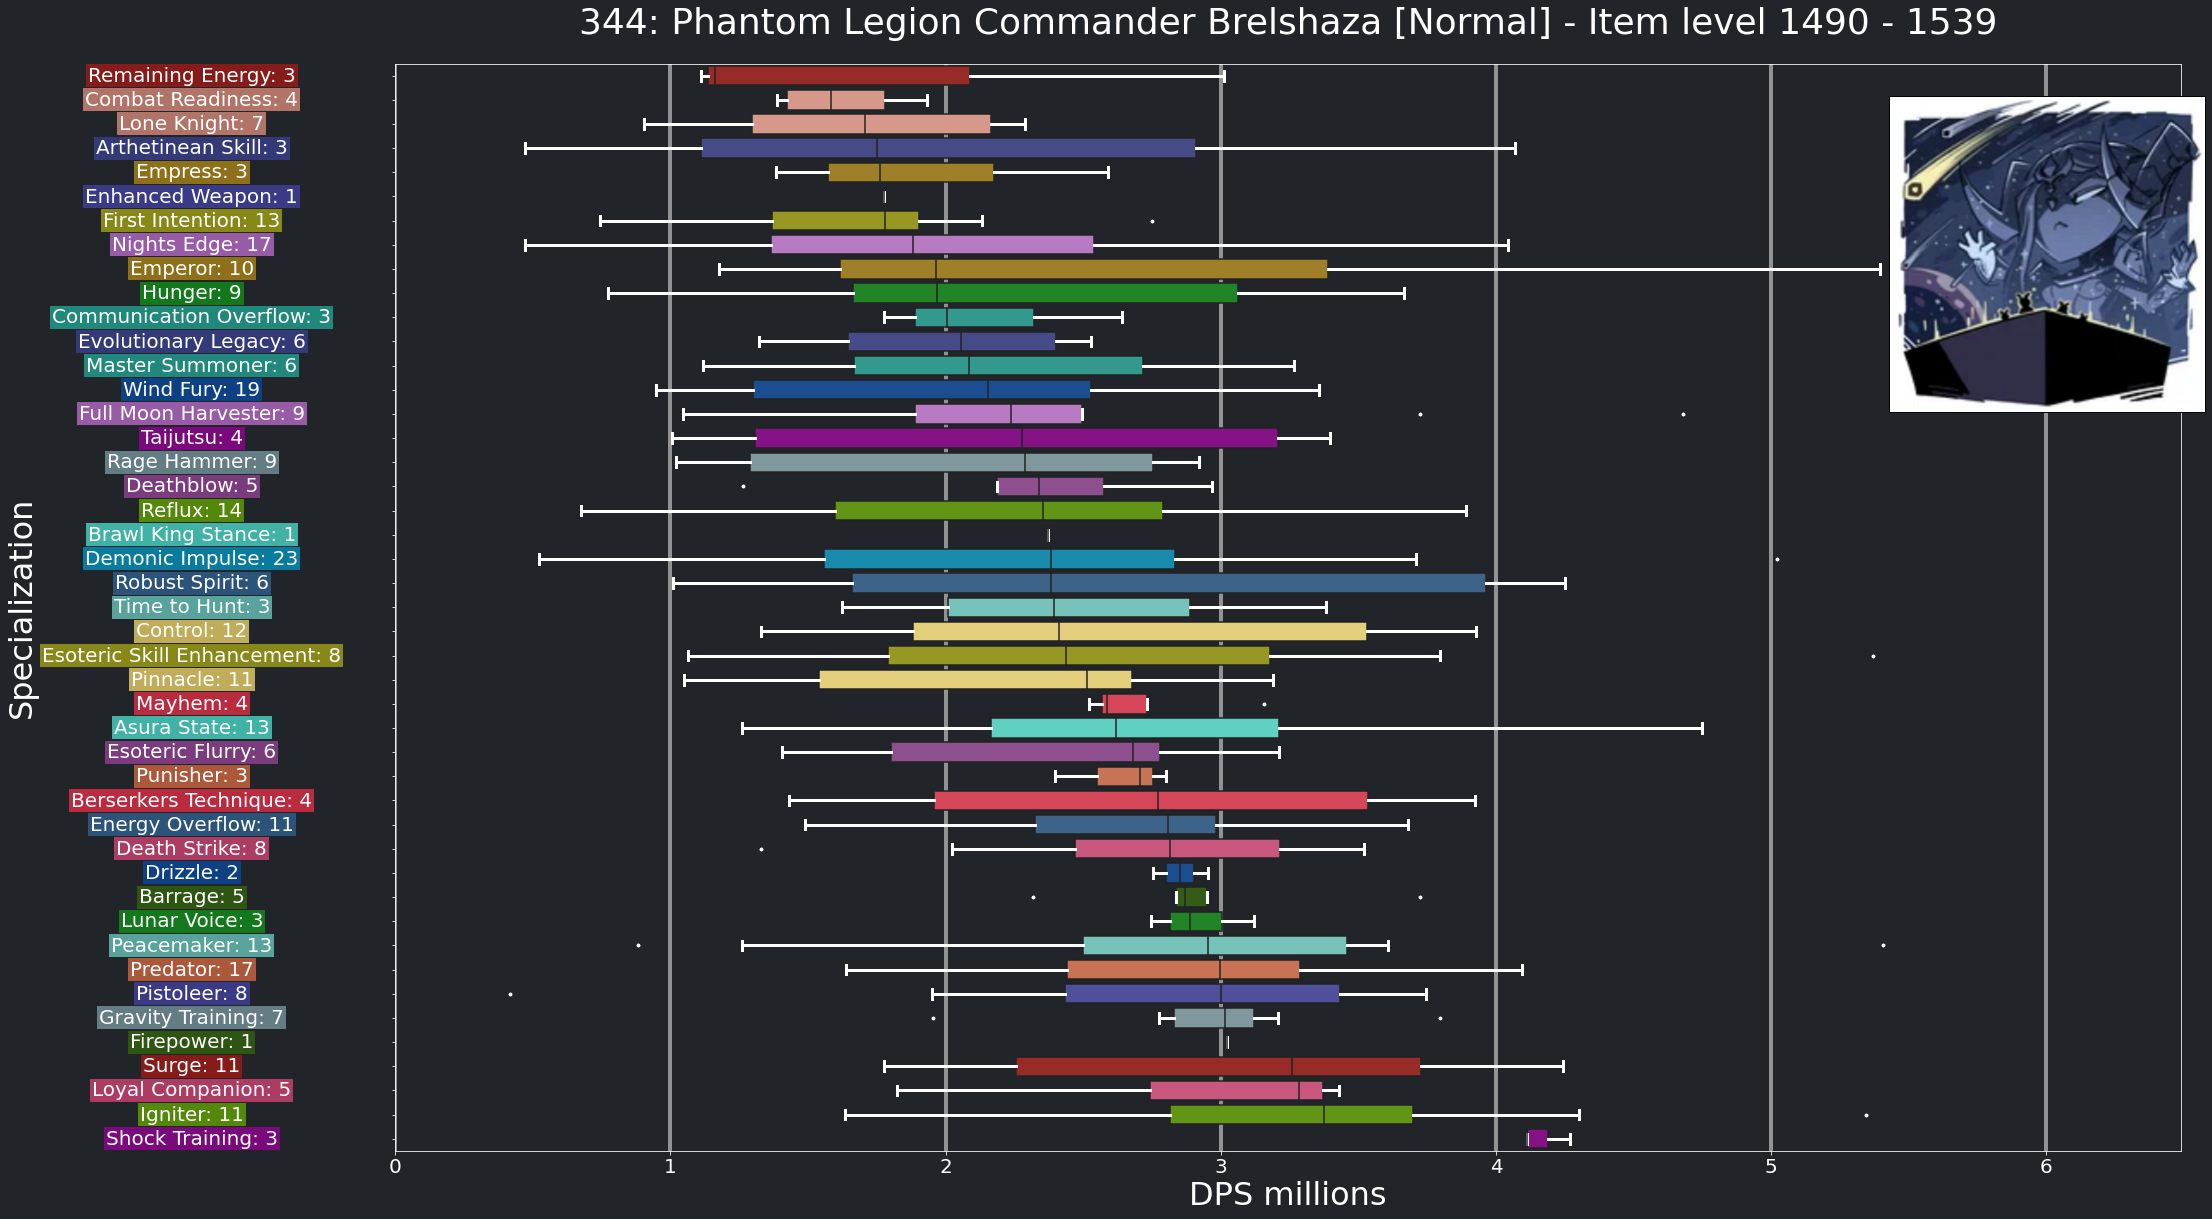 344: Phantom Legion Commander Brelshaza [Normal] - Item level 1490 - 1539
Specialization
Remaining Energy: 3
Combat Readiness: 4
Lone Knight: 7
Arthetinean Skill: 3
Empress: 3
Enhanced Weapon: 1
First Intention: 13
Nights Edge: 17
Emperor: 10
Hunger: 9
Communication Overflow: 3
Evolutionary Legacy: 6
Master Summoner: 6
Wind Fury: 19
Full Moon Harvester: 9
Taijutsu: 4
Rage Hammer: 9
Deathblow: 5
Reflux: 14
Brawl King Stance: 1
Demonic Impulse: 23
Robust Spirit: 6
Time to Hunt: 3
Control: 12
Esoteric Skill Enhancement: 8
Pinnacle: 11
Mayhem: 4
Asura State: 13
Esoteric Flurry: 6
Punisher: 3
Berserkers Technique: 4
Energy Overflow: 11
Death Strike: 8
Drizzle: 2
Barrage: 5
Lunar Voice: 3
Peacemaker: 13
Predator: 17
Pistoleer: 8
Gravity Training: 7
Firepower: 1
Surge: 11
Loyal Companion: 5
Igniter: 11
Shock Training: 3
0 1 2 3 4 5 6
DPS millions